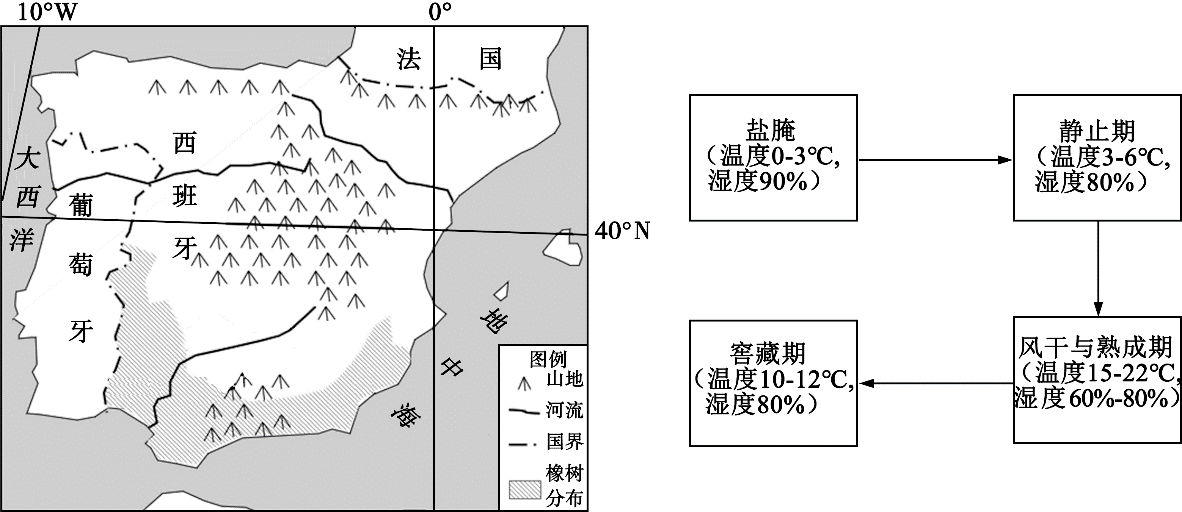 10°W
0°
法国
大西洋
西班牙
葡萄牙
40°N
地中海
图例
山地
河流
国界
橡树
分布
盐腌
（温度0-3℃,
湿度90%）
静止期
（温度3-6℃,
湿度80%）
风干与熟成期
（温度15-22℃,
湿度60%-80%）
窖藏期
（温度10-12℃,
湿度80%）